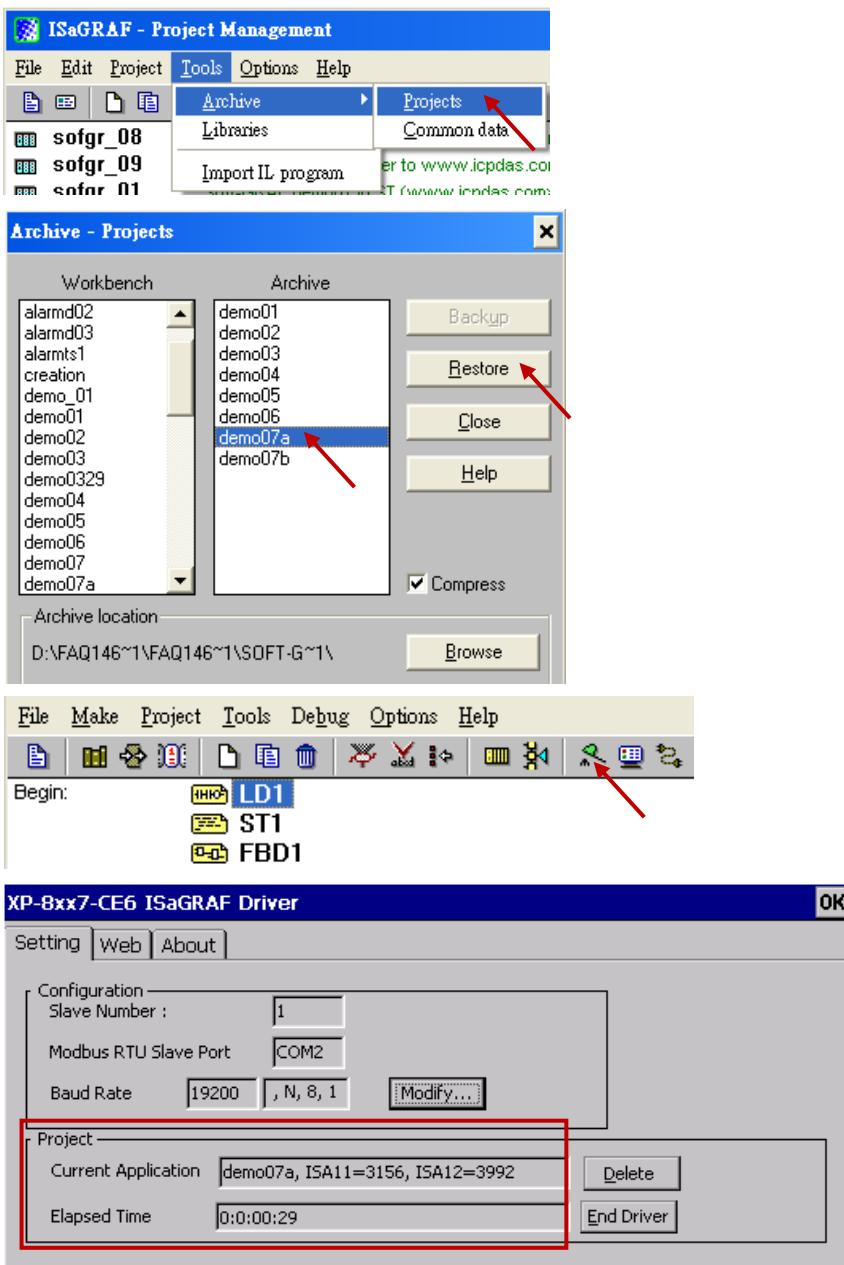 ISaGRAF - Project Management
File Edit Project Tools Options Help
Archive Projects
sofgr_08 Libraries Common data
sofgr_09 Import IL program er to www.icpdas.co
sofgr_01
Archive - Projects
Workbench Archive
alarmd02 demo01 Backup
alarmd03 demo02
alarmts1 demo03
creation demo04 Restore
demo_01 demo05
demo01 demo06 Close
demo02 demo07a
demo03 demo07b
demo0329 Help
demo04
demo05
demo06
demo07
demo07a Compress
Archive location
D:\FAQ146~1\FAQ146~1\SOFT-G~1\ Browse
File Make Project Tools Debug Options Help
Begin: LD1
ST1
FBD1
XP-8xx7-CE6 ISaGRAF Driver OK
Setting Web About
Configuration
Slave Number : 1
Modbus RTU Slave Port COM2
Baud Rate 19200 , N, 8, 1 Modify...
Project
Current Application demo07a, ISA11=3156, ISA12=3992 Delete
Elapsed Time 0:0:00:29 End Driver